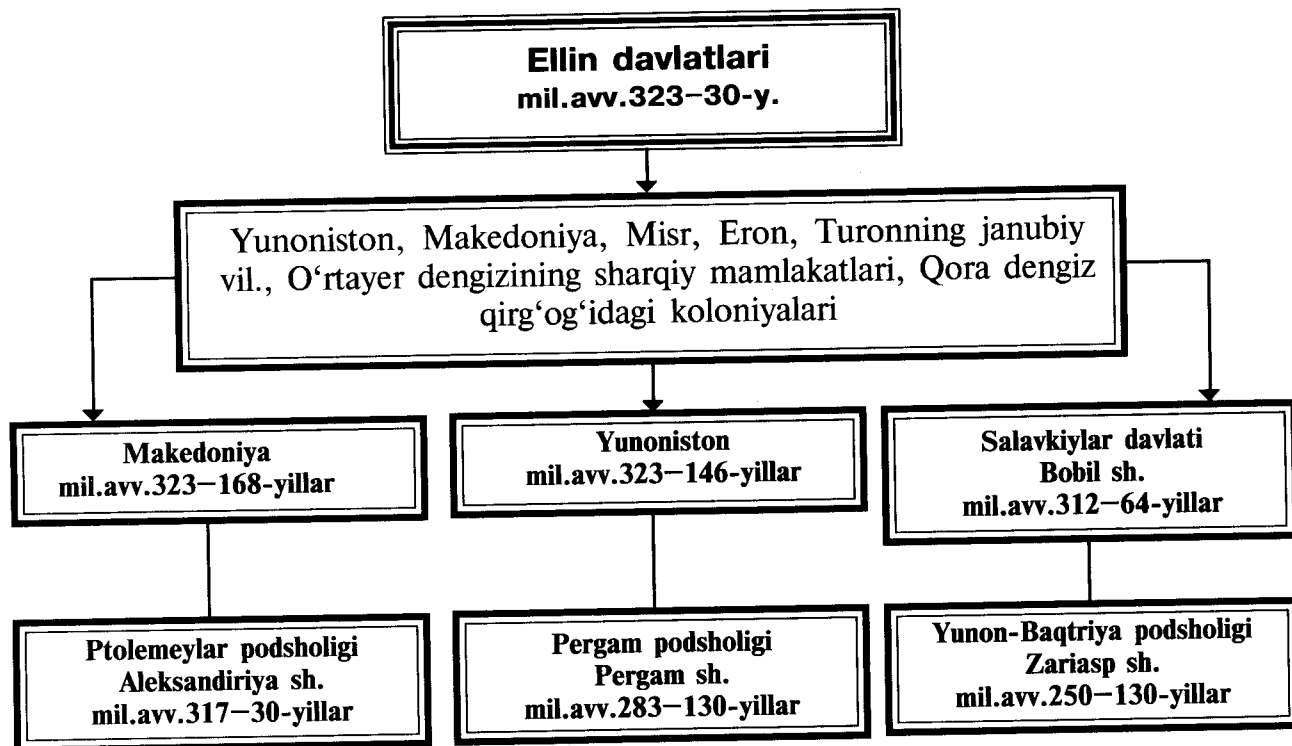 Ellin davlatlari
mil.avv.323–30-y.
Yunoniston, Makedoniya, Misr, Eron, Turonning janubiy
vil., O‘rtayer dengizining sharqiy mamlakatlari, Qora dengiz
qirg‘og‘idagi koloniyalari
Makedoniya
mil.avv.323–168-yillar
Yunoniston
mil.avv.323–146-yillar
Salavkiylar davlati
Bobil sh.
mil.avv.312–64-yillar
Ptolemeylar podsholigi
Aleksandiriya sh.
mil.avv.317–30-yillar
Pergam podsholigi
Pergam sh.
mil.avv.283–130-yillar
Yunon-Baqtriya podsholigi
Zariasp sh.
mil.avv.250–130-yillar